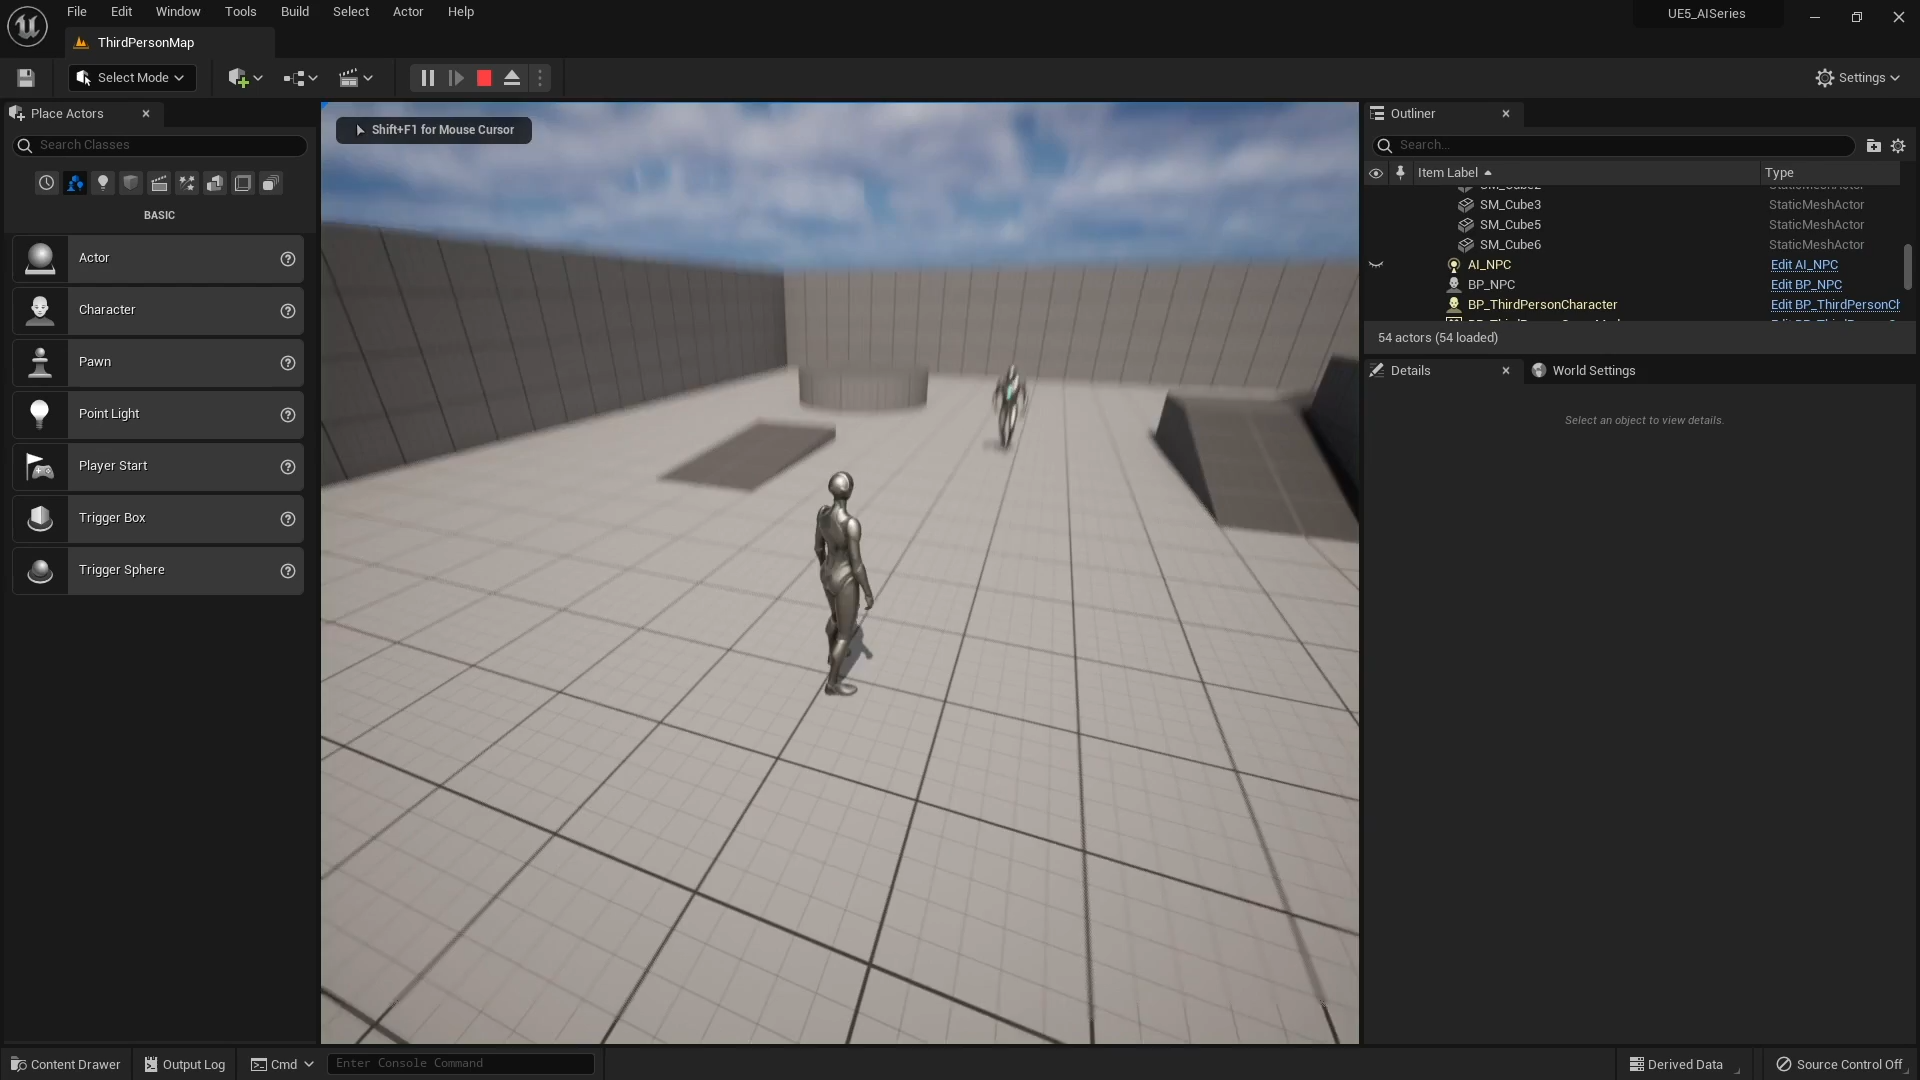 File Edit Window Tools Build Select Actor Help
UE5_AISeries
ThirdPersonMap
Select Mode
Settings
Place Actors
Search Classes
BASIC
Actor
Character
Pawn
Point Light
Player Start
Trigger Box
Trigger Sphere
Shift+F1 for Mouse Cursor
Outliner
Search...
Item Label Type
SM_Cube2 StaticMeshActor
SM_Cube3 StaticMeshActor
SM_Cube5 StaticMeshActor
SM_Cube6 StaticMeshActor
AI_NPC Edit AI_NPC
BP_NPC Edit BP_NPC
BP_ThirdPersonCharacter Edit BP_ThirdPersonCh
54 actors (54 loaded)
Details World Settings
Select an object to view details.
Content Drawer Output Log Cmd Enter Console Command
Derived Data Source Control Off